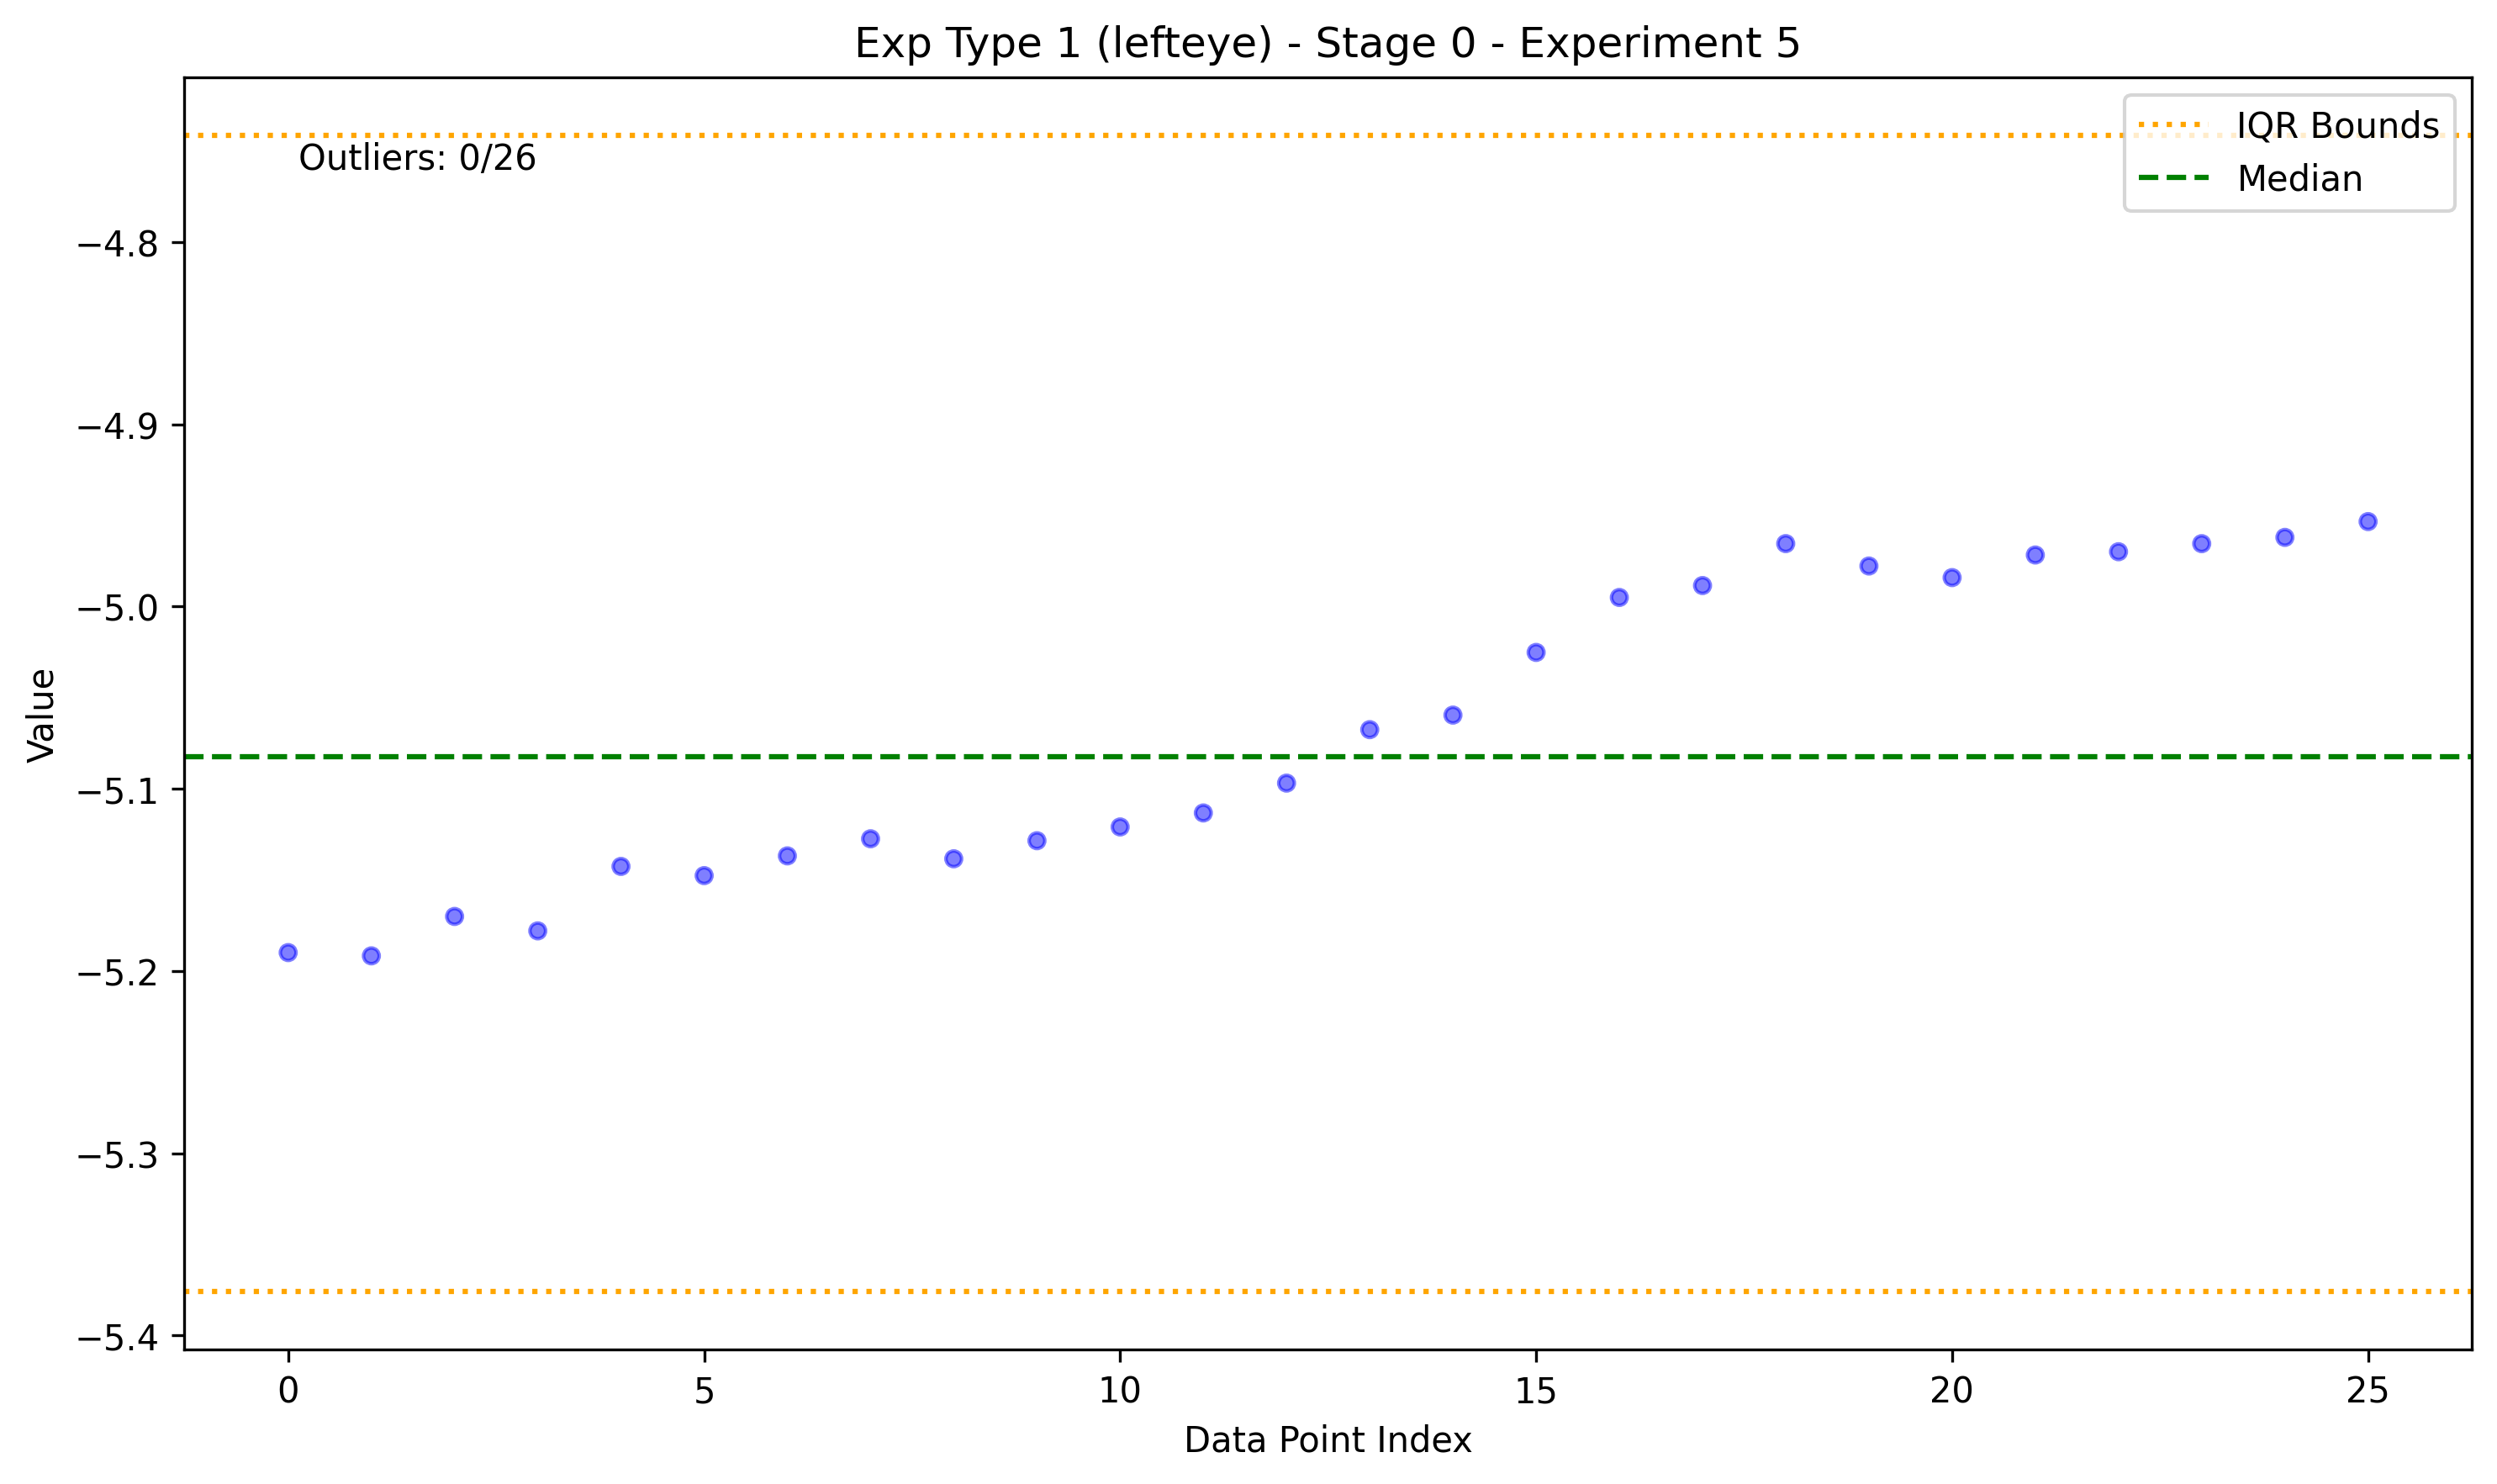 Exp Type 1 (lefteye) - Stage 0 - Experiment 5
IQR Bounds
Median
Outliers: 0/26
−4.8
−4.9
−5.0
−5.1
−5.2
−5.3
−5.4
Value
0 5 10 15 20 25
Data Point Index